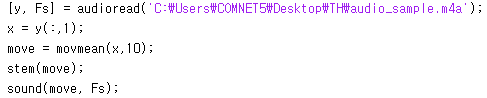 [y, Fs] = audioread('C:₩Users₩COMNET5₩Desktop₩TH₩audio_sample.m4a');
x = y(:,1);
move = movmean(x,10);
stem(move);
sound(move, Fs);